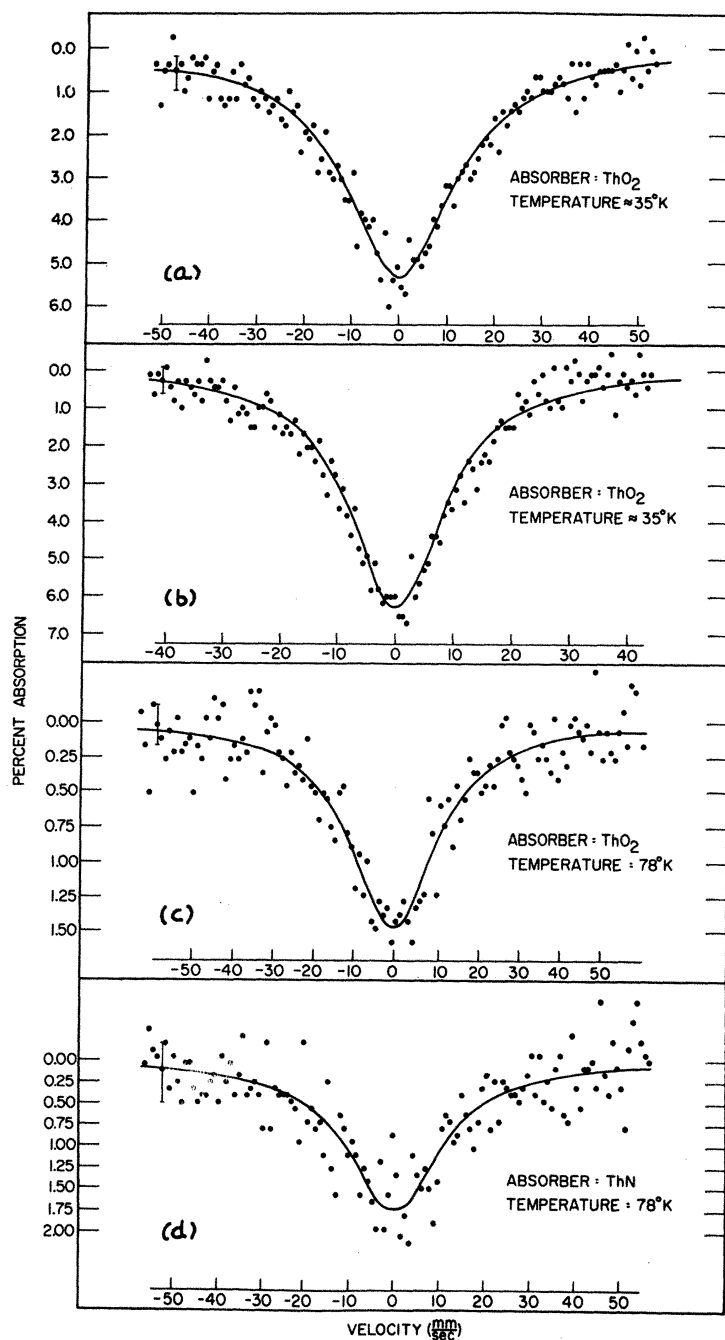 0.0
1.0
2.0
3.0
4.0
5.0
6.0
ABSORBER : ThO₂
TEMPERATURE ≈ 35°K
(a)
-50 -40 -30 -20 -10 0 10 20 30 40 50
0.0
1.0
2.0
3.0
4.0
5.0
6.0
7.0
ABSORBER : ThO₂
TEMPERATURE ≈ 35°K
(b)
-40 -30 -20 -10 0 10 20 30 40
PERCENT ABSORPTION
0.00
0.25
0.50
0.75
1.00
1.25
1.50
ABSORBER : ThO₂
TEMPERATURE : 78°K
(c)
-50 -40 -30 -20 -10 0 10 20 30 40 50
0.00
0.25
0.50
0.75
1.00
1.25
1.50
1.75
2.00
ABSORBER : ThN
TEMPERATURE : 78°K
(d)
-50 -40 -30 -20 -10 0 10 20 30 40 50
VELOCITY (mm/sec)